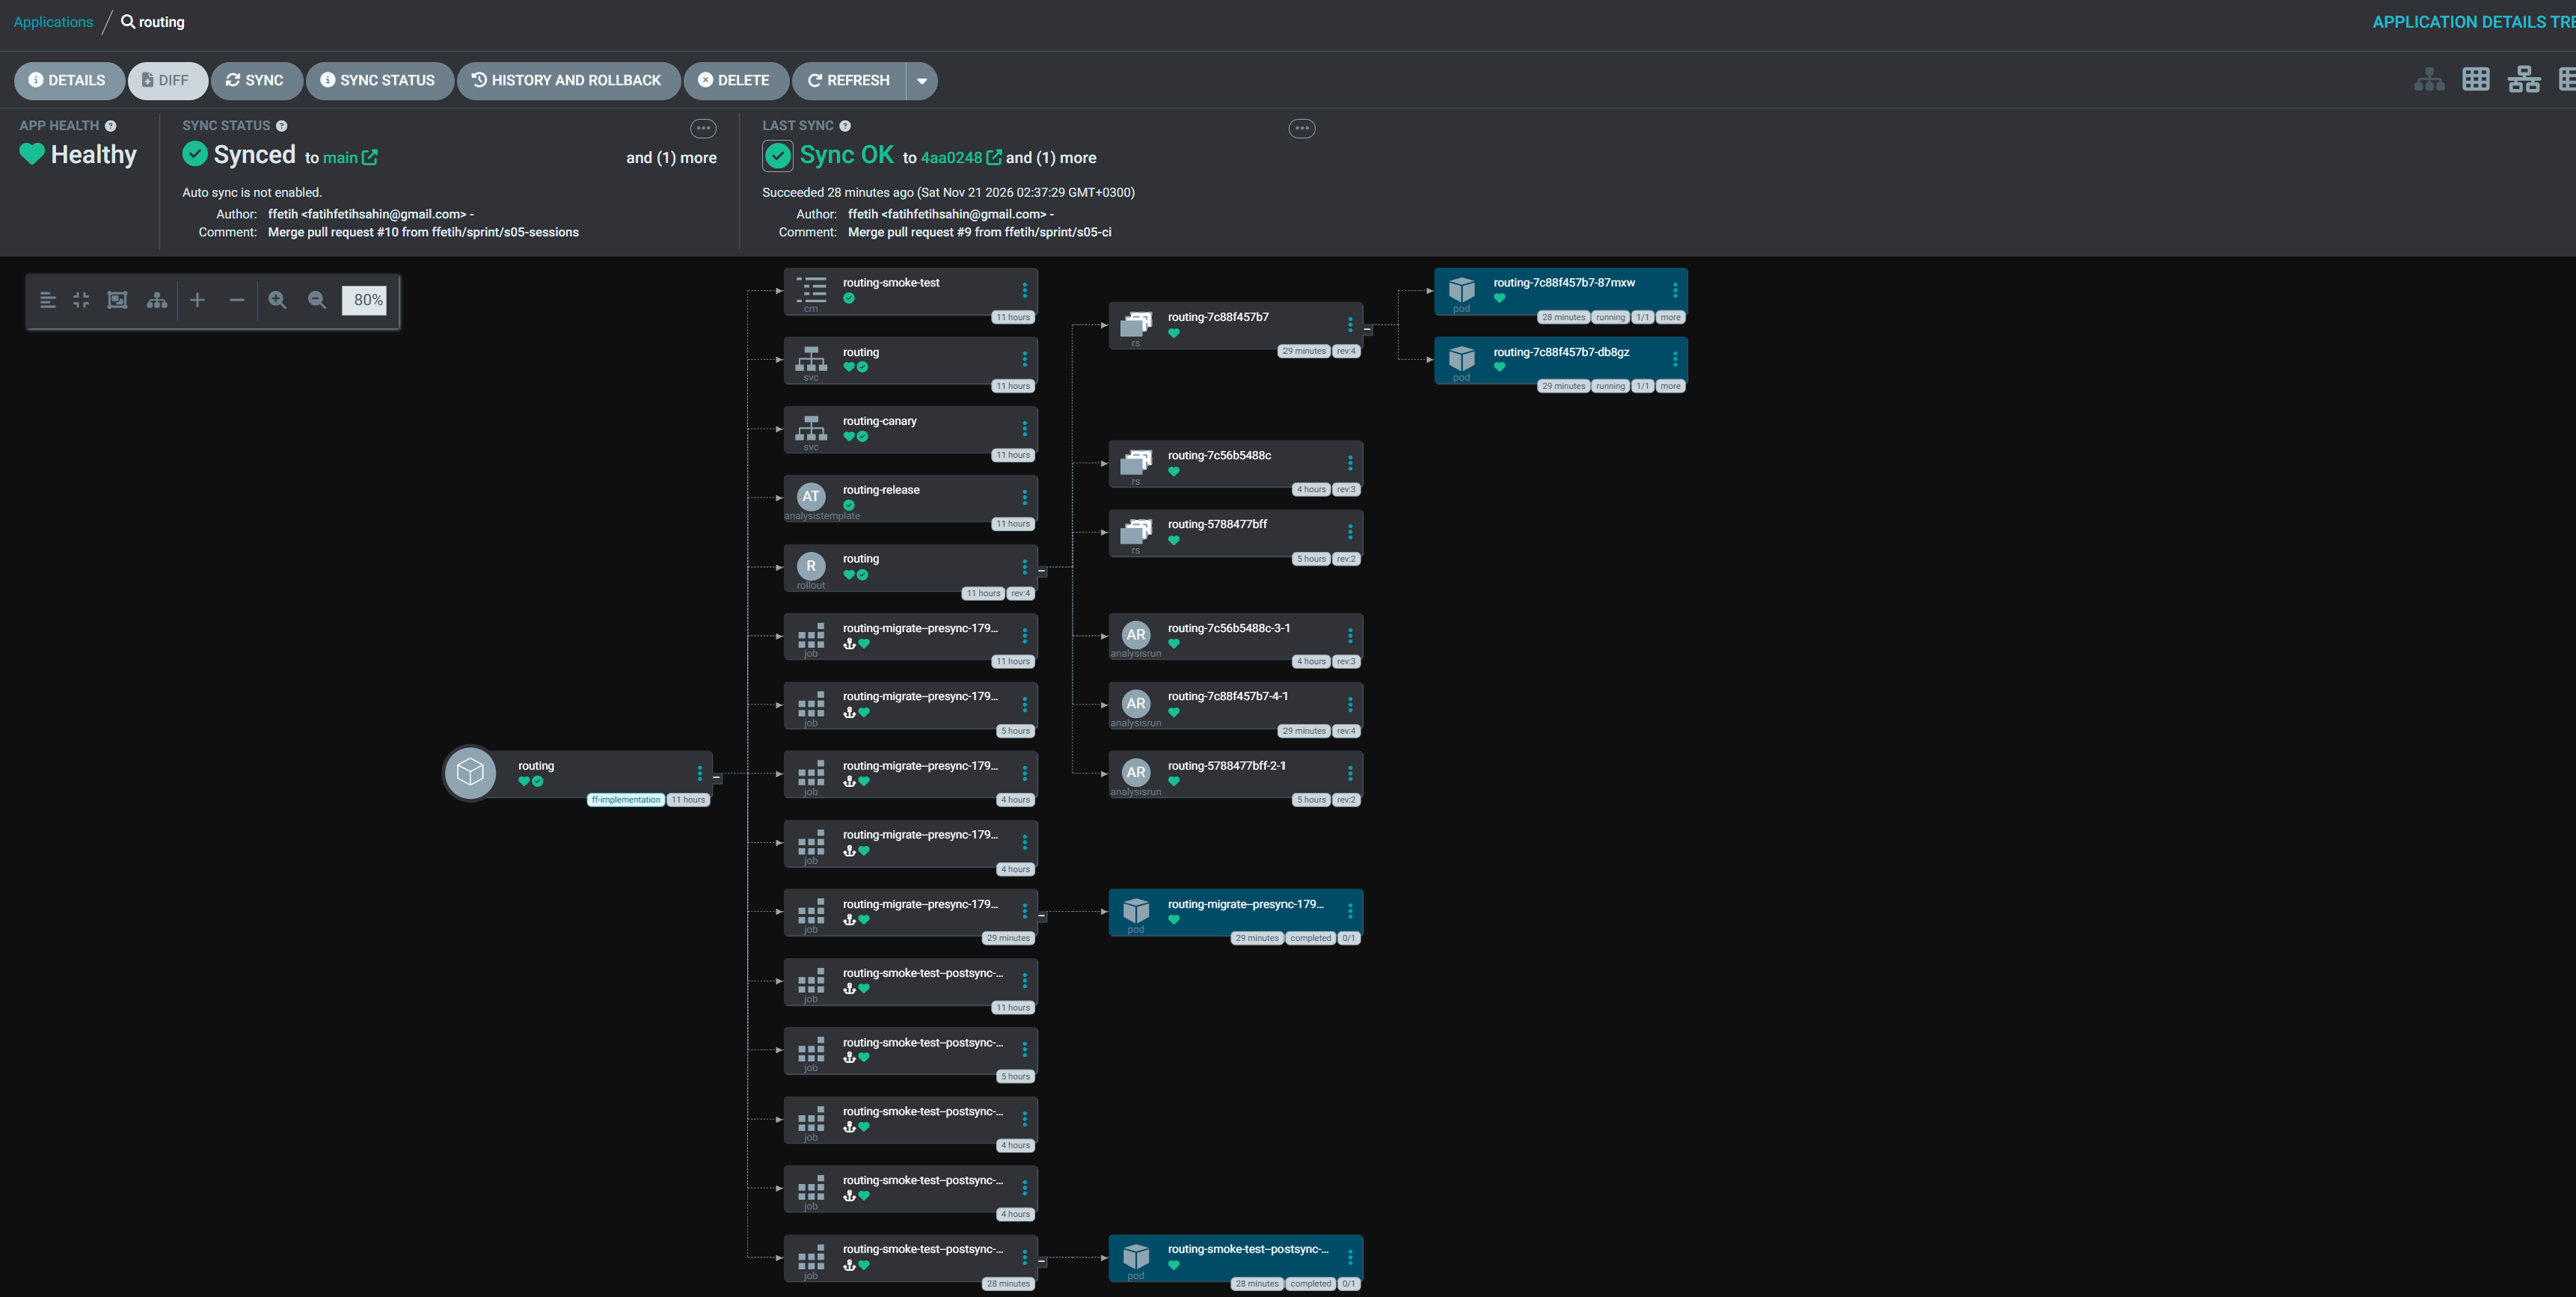 Applications / routing
APPLICATION DETAILS TRE
DETAILS
DIFF
SYNC
SYNC STATUS
HISTORY AND ROLLBACK
DELETE
REFRESH
APP HEALTH
Healthy
SYNC STATUS
Synced to main
and (1) more
Auto sync is not enabled.
Author: ffetih <fatihfetihsahin@gmail.com> -
Comment: Merge pull request #10 from ffetih/sprint/s05-sessions
LAST SYNC
Sync OK to 4aa0248 and (1) more
Succeeded 28 minutes ago (Sat Nov 21 2026 02:37:29 GMT+0300)
Author: ffetih <fatihfetihsahin@gmail.com> -
Comment: Merge pull request #9 from ffetih/sprint/s05-ci
80%
routing
ff-implementation 11 hours
routing-smoke-test
cm
11 hours
routing
svc
11 hours
routing-canary
svc
11 hours
AT
routing-release
analysistemplate
11 hours
R
routing
rollout
11 hours rev:4
routing-migrate--presync-179...
job
11 hours
routing-migrate--presync-179...
job
5 hours
routing-migrate--presync-179...
job
4 hours
routing-migrate--presync-179...
job
4 hours
routing-migrate--presync-179...
job
29 minutes
routing-smoke-test--postsync-...
job
11 hours
routing-smoke-test--postsync-...
job
5 hours
routing-smoke-test--postsync-...
job
4 hours
routing-smoke-test--postsync-...
job
4 hours
routing-smoke-test--postsync-...
job
28 minutes
routing-7c88f457b7
rs
29 minutes rev:4
routing-7c56b5488c
rs
4 hours rev:3
routing-5788477bff
rs
5 hours rev:2
AR
routing-7c56b5488c-3-1
analysisrun
4 hours rev:3
AR
routing-7c88f457b7-4-1
analysisrun
29 minutes rev:4
AR
routing-5788477bff-2-1
analysisrun
5 hours rev:2
routing-migrate--presync-179...
pod
29 minutes completed 0/1
routing-smoke-test--postsync-...
pod
28 minutes completed 0/1
routing-7c88f457b7-87mxw
pod
28 minutes running 1/1 more
routing-7c88f457b7-db8gz
pod
29 minutes running 1/1 more